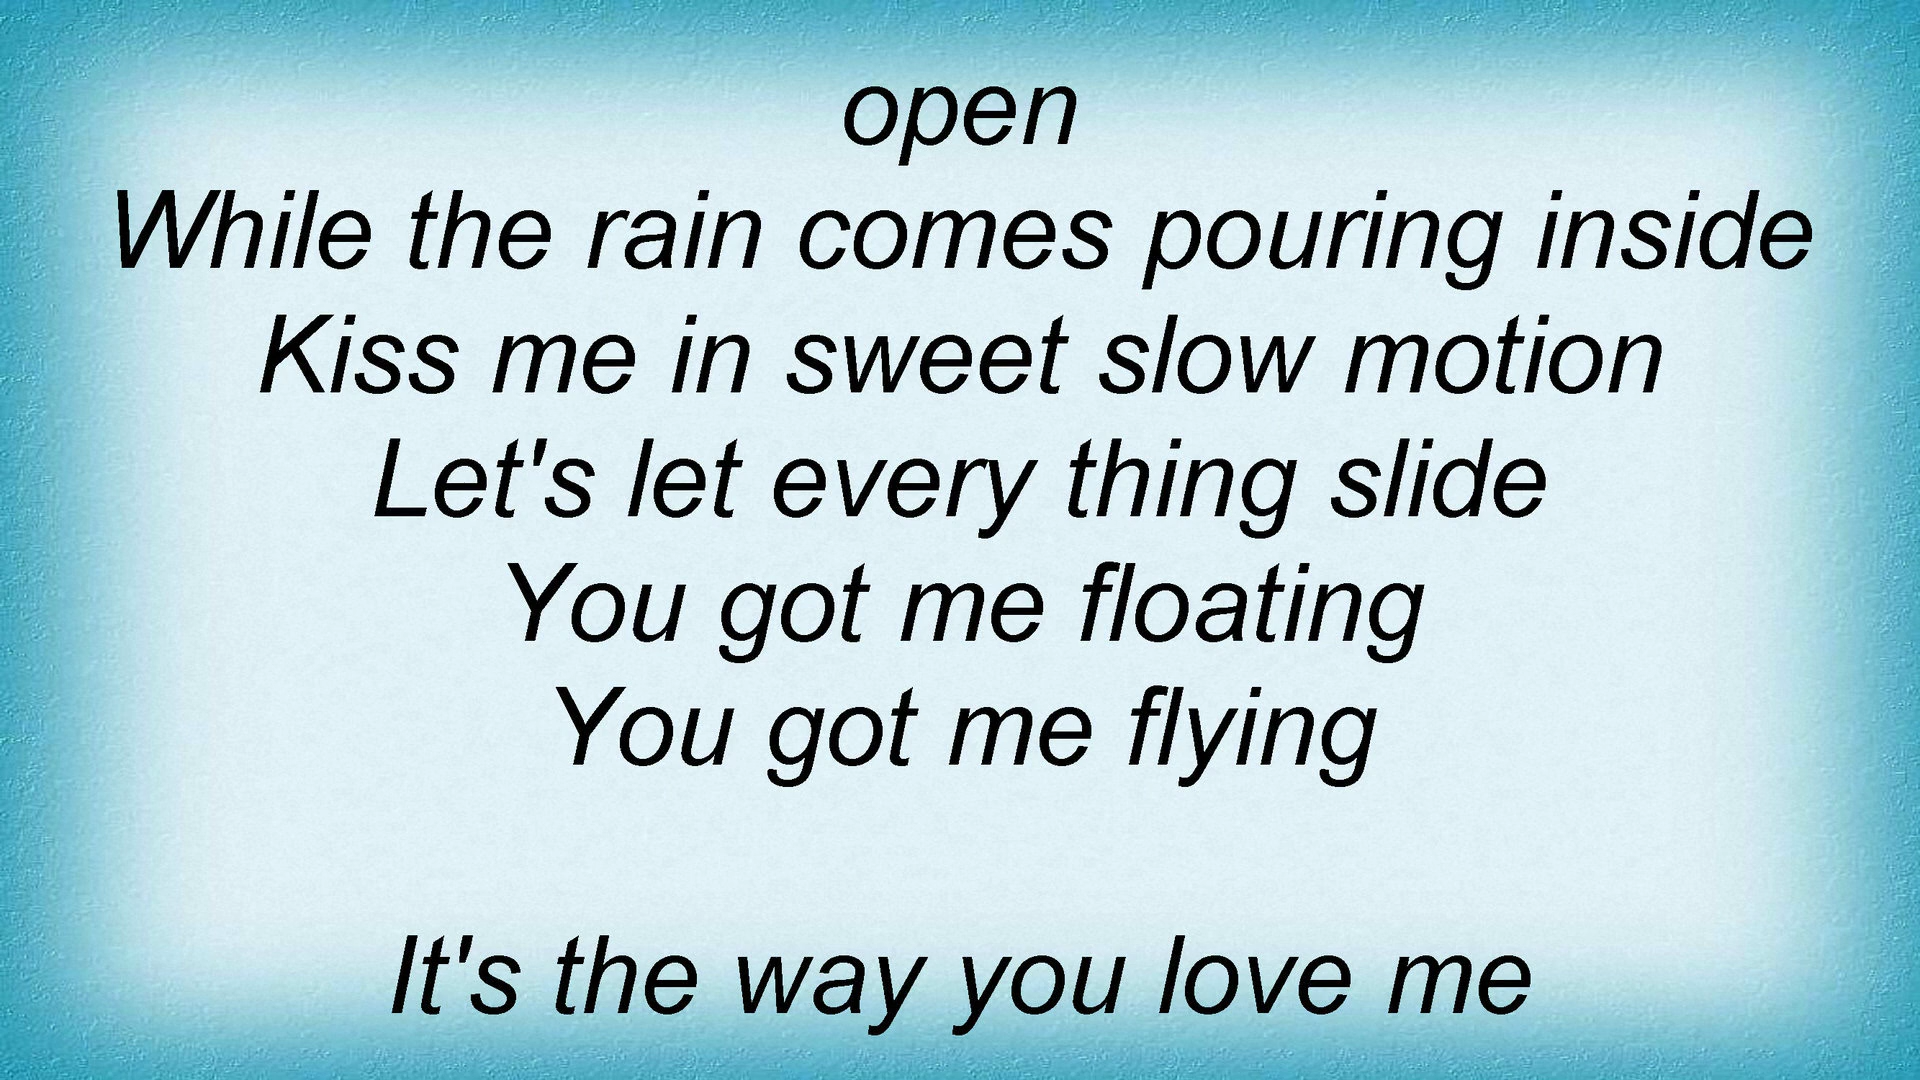 open
While the rain comes pouring inside
Kiss me in sweet slow motion
Let's let every thing slide
You got me floating
You got me flying
It's the way you love me